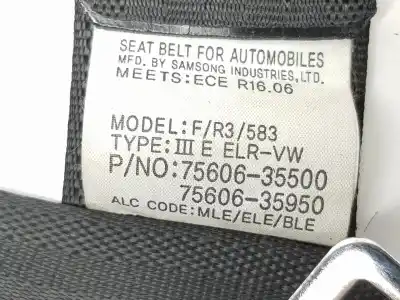 SEAT BELT FOR AUTOMOBILES
MFD. BY SAMSONG INDUSTRIES,LTD.
MEETS:ECE R16.06
MODEL:F/R3/583
TYPE:III E ELR-VW
P/NO:75606-35500
75606-35950
ALC CODE:MLE/ELE/BLE